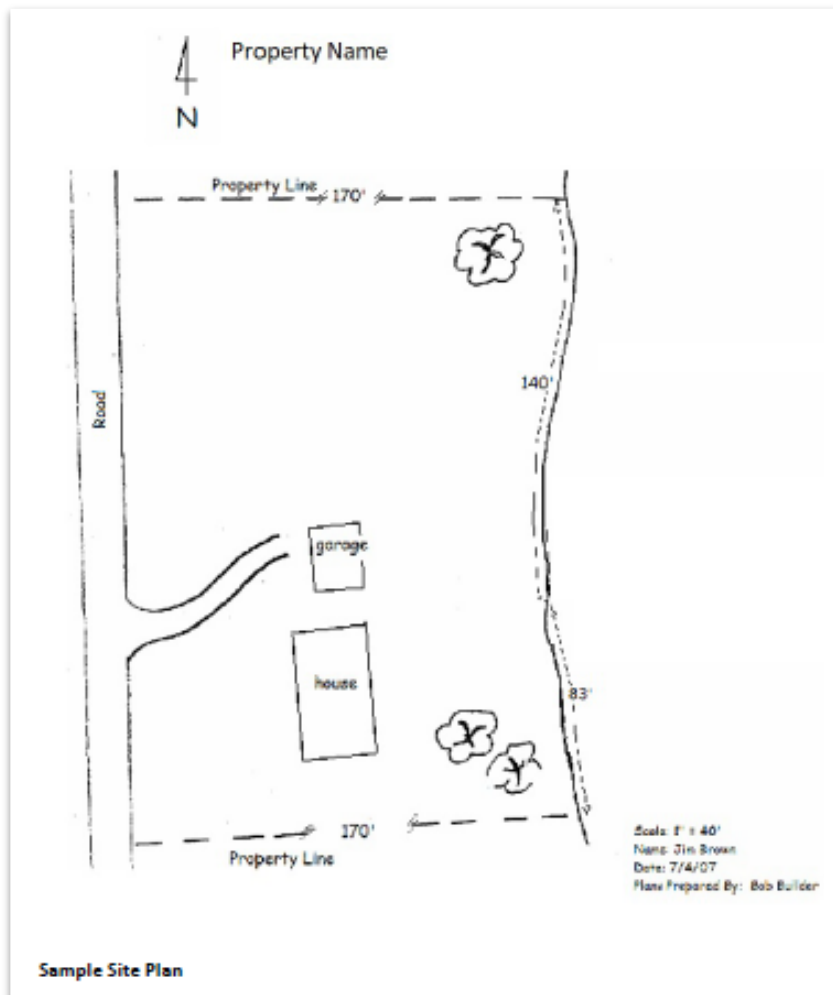 Property Name
N
Property Line
170'
140'
Road
garage
house
83'
170'
Property Line
Scale: 1" = 40'
Name: Jim Brown
Date: 7/4/07
Plans Prepared By: Bob Builder
Sample Site Plan